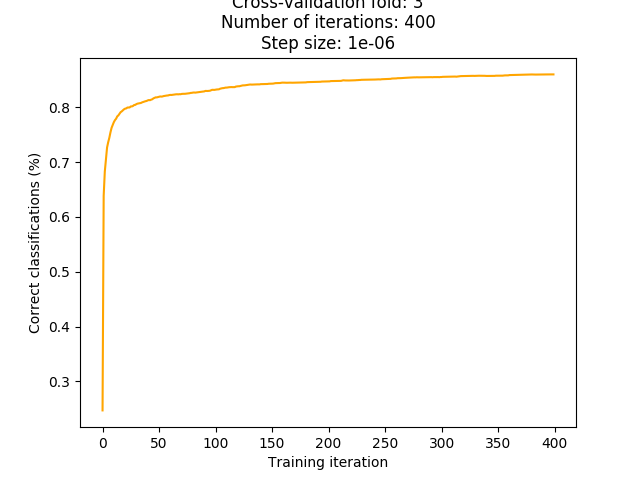 Cross-validation fold: 3
Number of iterations: 400
Step size: 1e-06
Correct classifications (%)
0.8
0.7
0.6
0.5
0.4
0.3
0 50 100 150 200 250 300 350 400
Training iteration